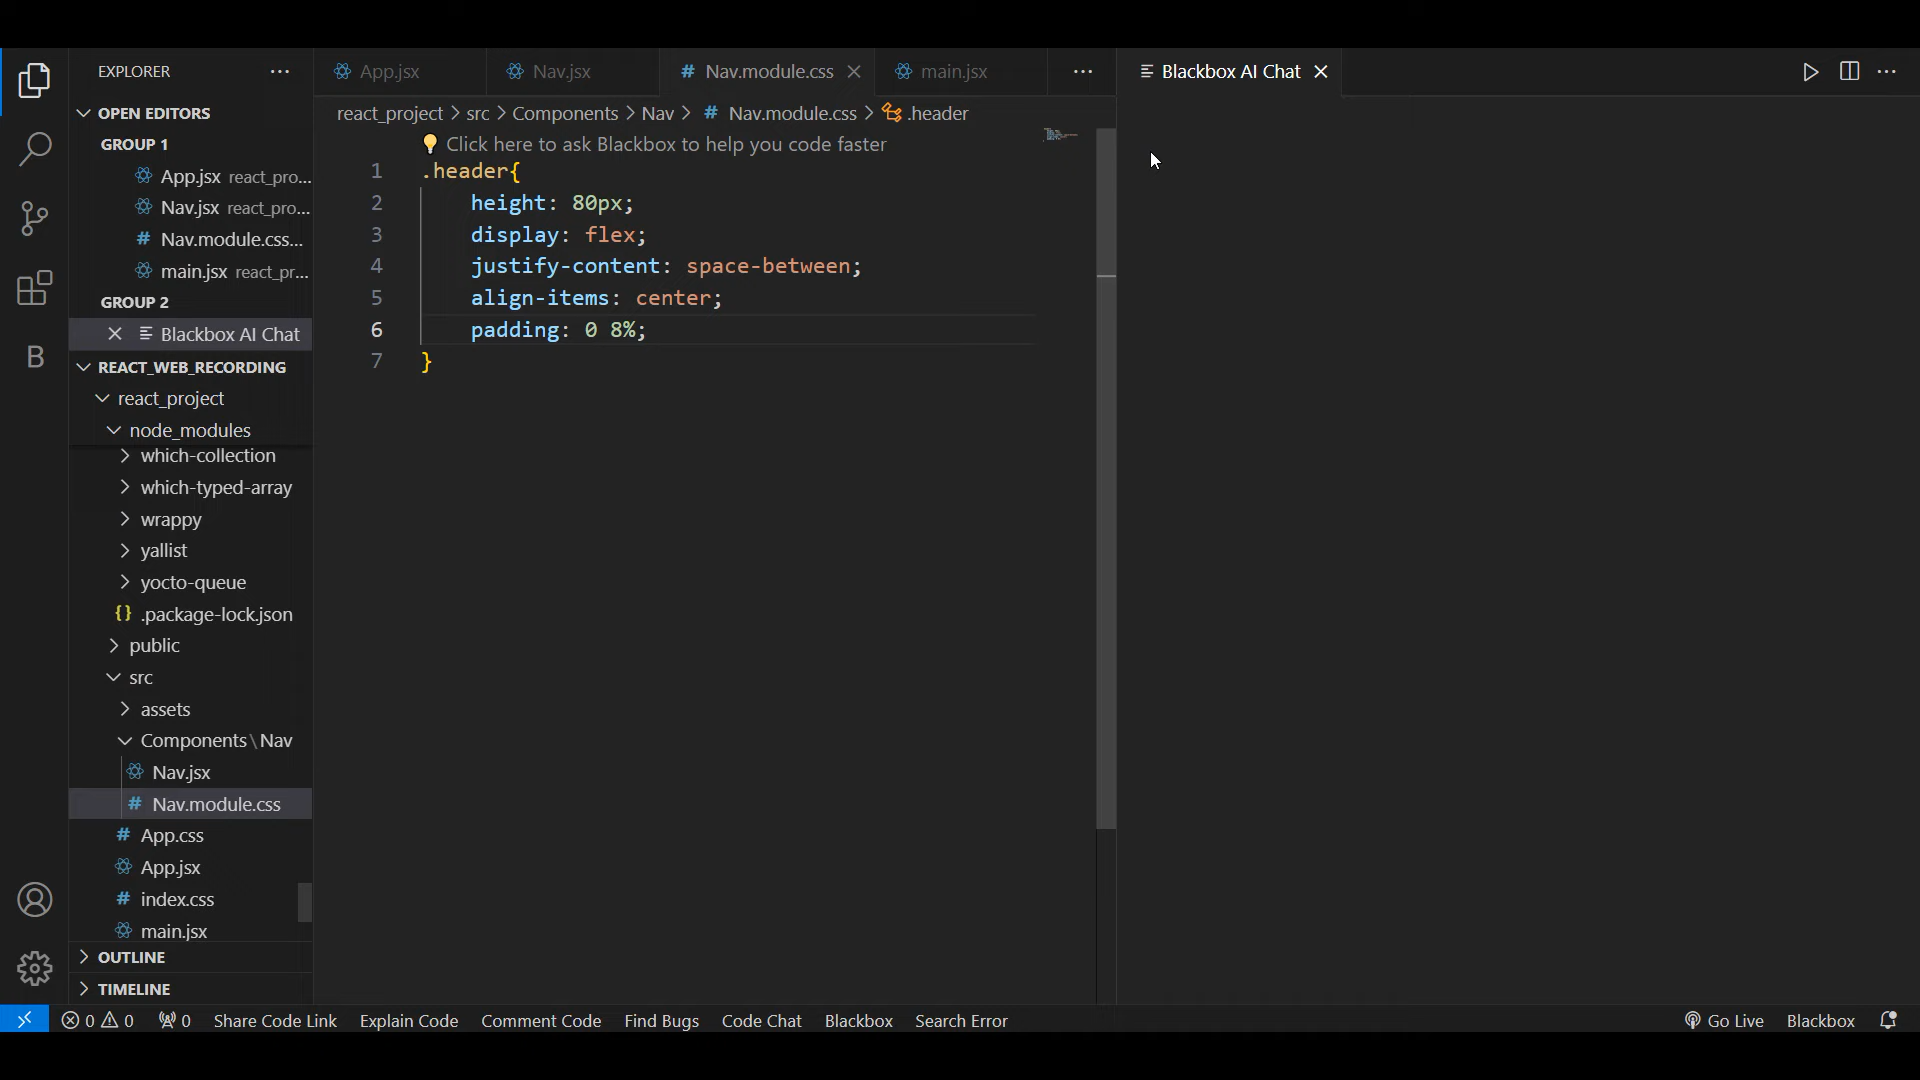 EXPLORER
OPEN EDITORS
GROUP 1
App.jsx react_pro...
Nav.jsx react_pro...
# Nav.module.css...
main.jsx react_pr...
GROUP 2
Blackbox AI Chat
REACT_WEB_RECORDING
react_project
node_modules
which-collection
which-typed-array
wrappy
yallist
yocto-queue
{} .package-lock.json
public
src
assets
Components\Nav
Nav.jsx
# Nav.module.css
# App.css
App.jsx
# index.css
main.jsx
OUTLINE
TIMELINE
App.jsx
Nav.jsx
# Nav.module.css
main.jsx
react_project > src > Components > Nav > # Nav.module.css > .header
Click here to ask Blackbox to help you code faster
1 .header{
2 height: 80px;
3 display: flex;
4 justify-content: space-between;
5 align-items: center;
6 padding: 0 8%;
7 }
Blackbox AI Chat
B
0 0 0 Share Code Link Explain Code Comment Code Find Bugs Code Chat Blackbox Search Error Go Live Blackbox